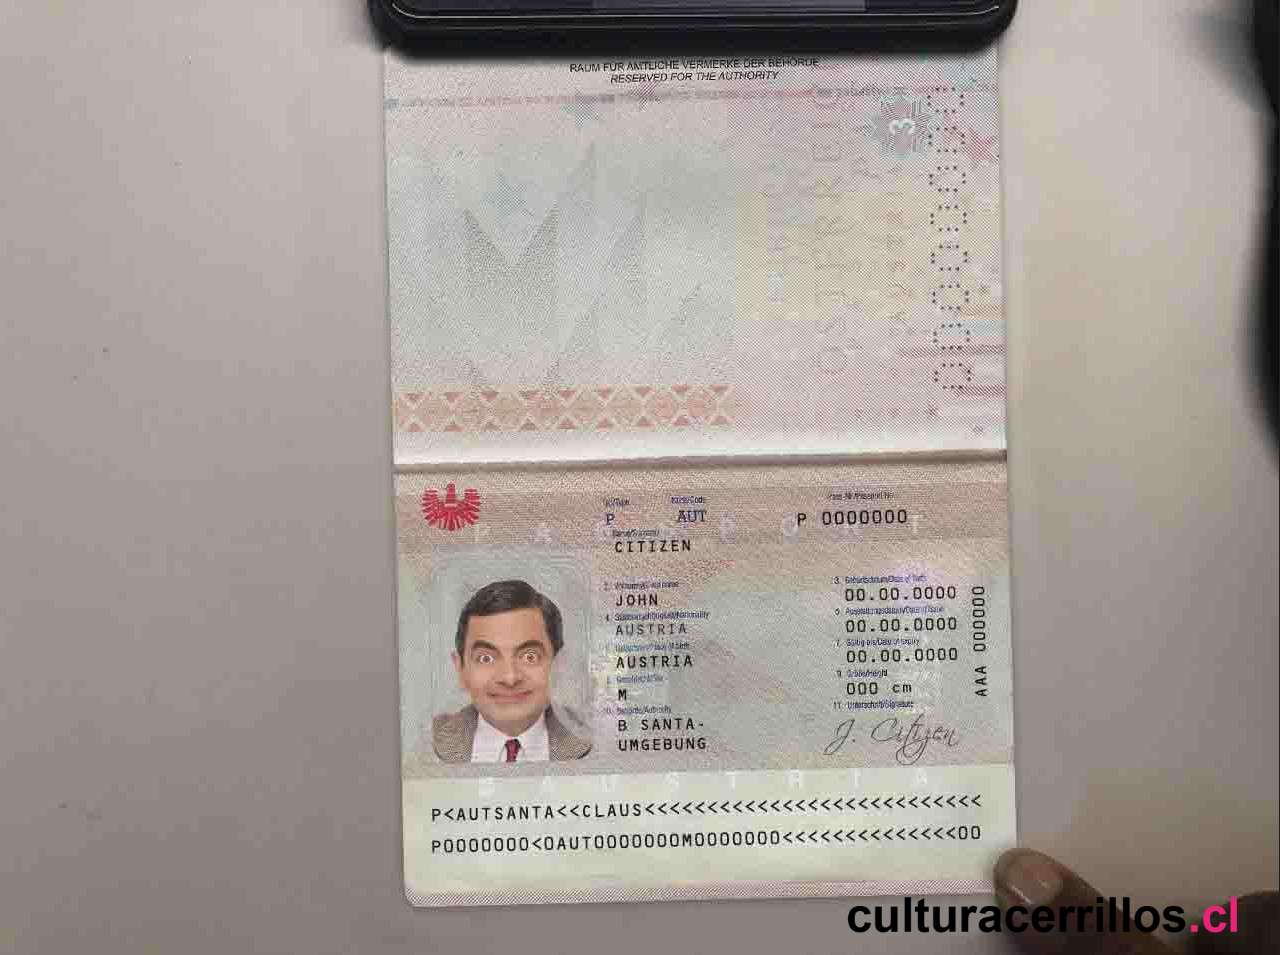 RAUM FÜR AMTLICHE VERMERKE DER BEHÖRDE
RESERVED FOR THE AUTHORITY
3
P AUT P 0000000
CITIZEN
JOHN
AUSTRIA
AUSTRIA
M
B SANTA-
UMGEBUNG
00.00.0000
00.00.0000
00.00.0000
000 cm
J. Citizen
AAA 000000
A U S T R I A
P<AUTSANTA<<CLAUS<<<<<<<<<<<<<<<<<<<<<<<<<<<
P0000000<0AUT0000000M0000000<<<<<<<<<<<<<<00
culturacerrillos.cl